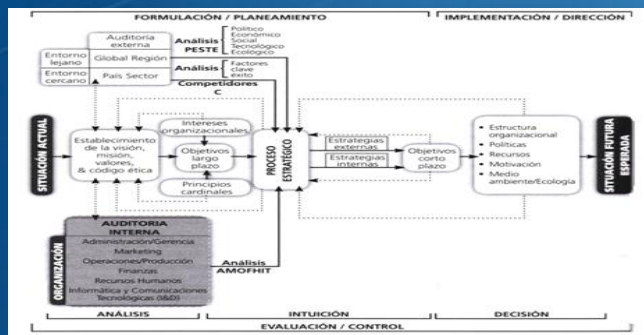 FORMULACIÓN / PLANEAMIENTO
IMPLEMENTACIÓN / DIRECCIÓN
Auditoria
externa
Entorno
lejano
Global Región
Entorno
cercano
País Sector
Análisis
PESTE
Político
Económico
Social
Tecnológico
Ecológico
Análisis
Competidores
C
Factores
clave
éxito
SITUACIÓN ACTUAL
Establecimiento
de la visión,
misión,
valores,
& código ética
Intereses
organizacionales
Objetivos
largo
plazo
Principios
cardinales
PROCESO
ESTRATÉGICO
Estrategias
externas
Estrategias
internas
Objetivos
corto
plazo
• Estructura
organizacional
• Políticas
• Recursos
• Motivación
• Medio
ambiente/Ecología
SITUACIÓN FUTURA
ESPERADA
ORGANIZACIÓN
AUDITORIA
INTERNA
Administración/Gerencia
Marketing
Operaciones/Producción
Finanzas
Recursos Humanos
Informática y Comunicaciones
Tecnológicas (I&D)
Análisis
AMOFHIT
ANÁLISIS
INTUICIÓN
DECISIÓN
EVALUACIÓN / CONTROL